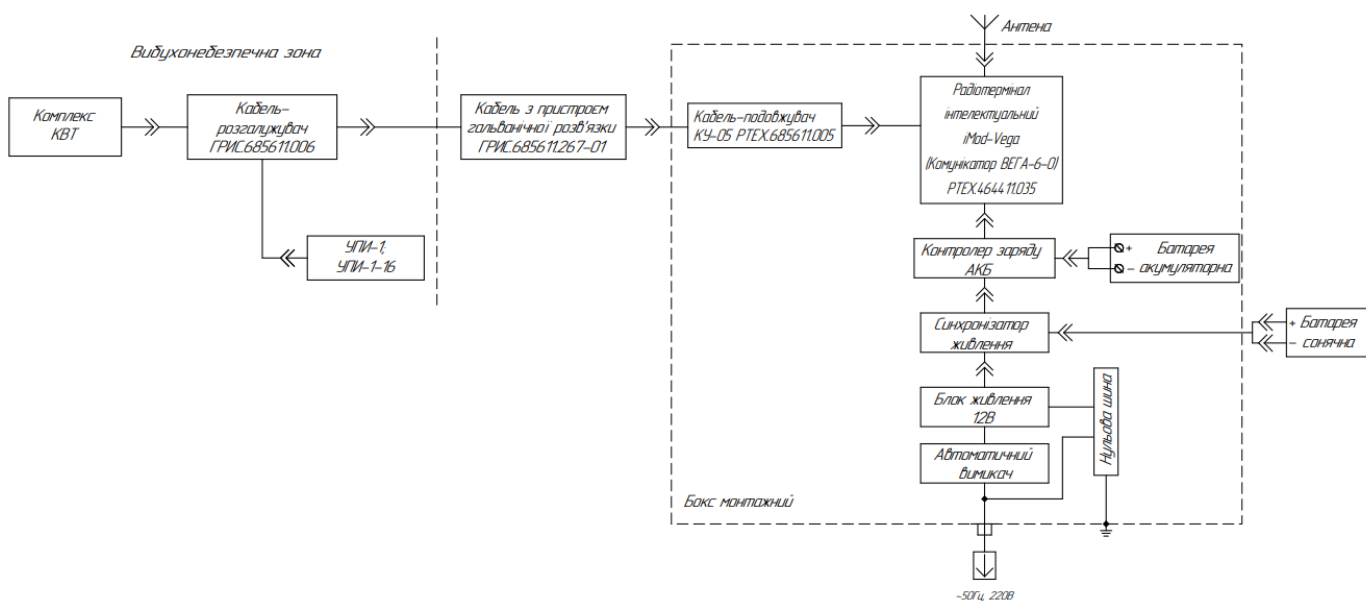 Антена
Вибухонебезпечна зона
Комплекс
КВТ
Кабель-
розгалужувач
ГРИС.685611.006
Кабель з пристроєм
гальванічної розв'язки
ГРИС.685611.267-01
Кабель-подовжувач
КУ-05 РТЕХ.685611.005
Радіотермінал
інтелектуальний
iMod-Vega
(Комунікатор ВЕГА-6-0)
РТЕХ.464411.035
УПИ-1;
УПИ-1-16
Контролер заряду
АКБ
+ Батарея
- акумуляторна
Синхронізатор
живлення
+ Батарея
- сонячна
Блок живлення
12В
Нульова шина
Автоматичний
вимикач
Бокс монтажний
~50Гц, 220В